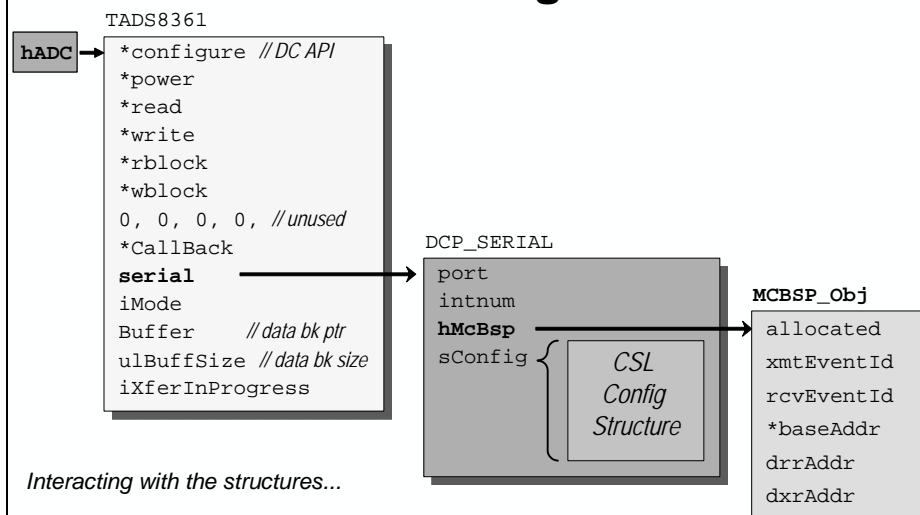 TADS8361
hADC
*configure // DC API
*power
*read
*write
*rblock
*wblock
0, 0, 0, 0, // unused
*CallBack
serial
iMode
Buffer // data bk ptr
ulBuffSize // data bk size
iXferInProgress
DCP_SERIAL
port
intnum
hMcBsp
sConfig
CSL
Config
Structure
MCBSP_Obj
allocated
xmtEventId
rcvEventId
*baseAddr
drrAddr
dxrAddr
Interacting with the structures...